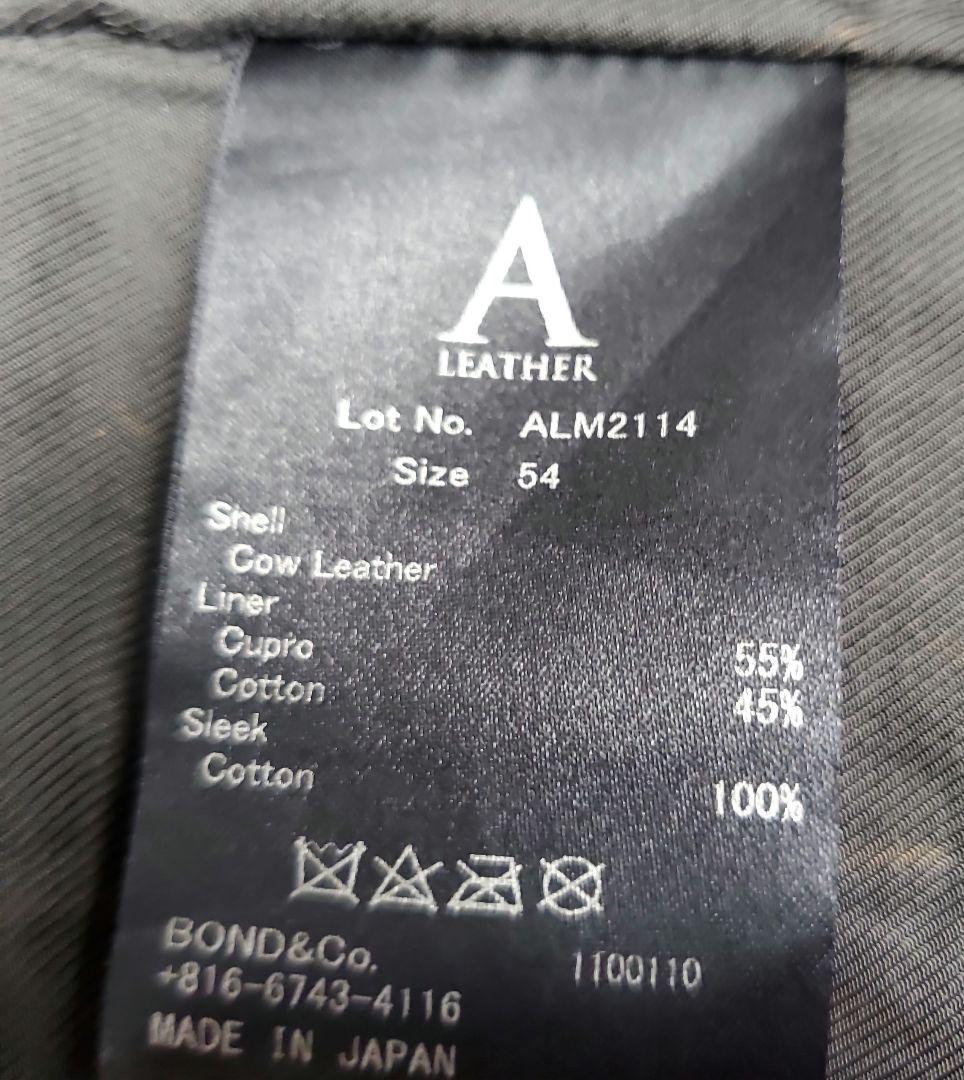 A
LEATHER
Lot No. ALM2114
Size 54
Shell
Cow Leather
Liner
Cupro 55%
Cotton 45%
Sleek
Cotton 100%
BOND&Co.
1T00110
+816-6743-4116
MADE IN JAPAN